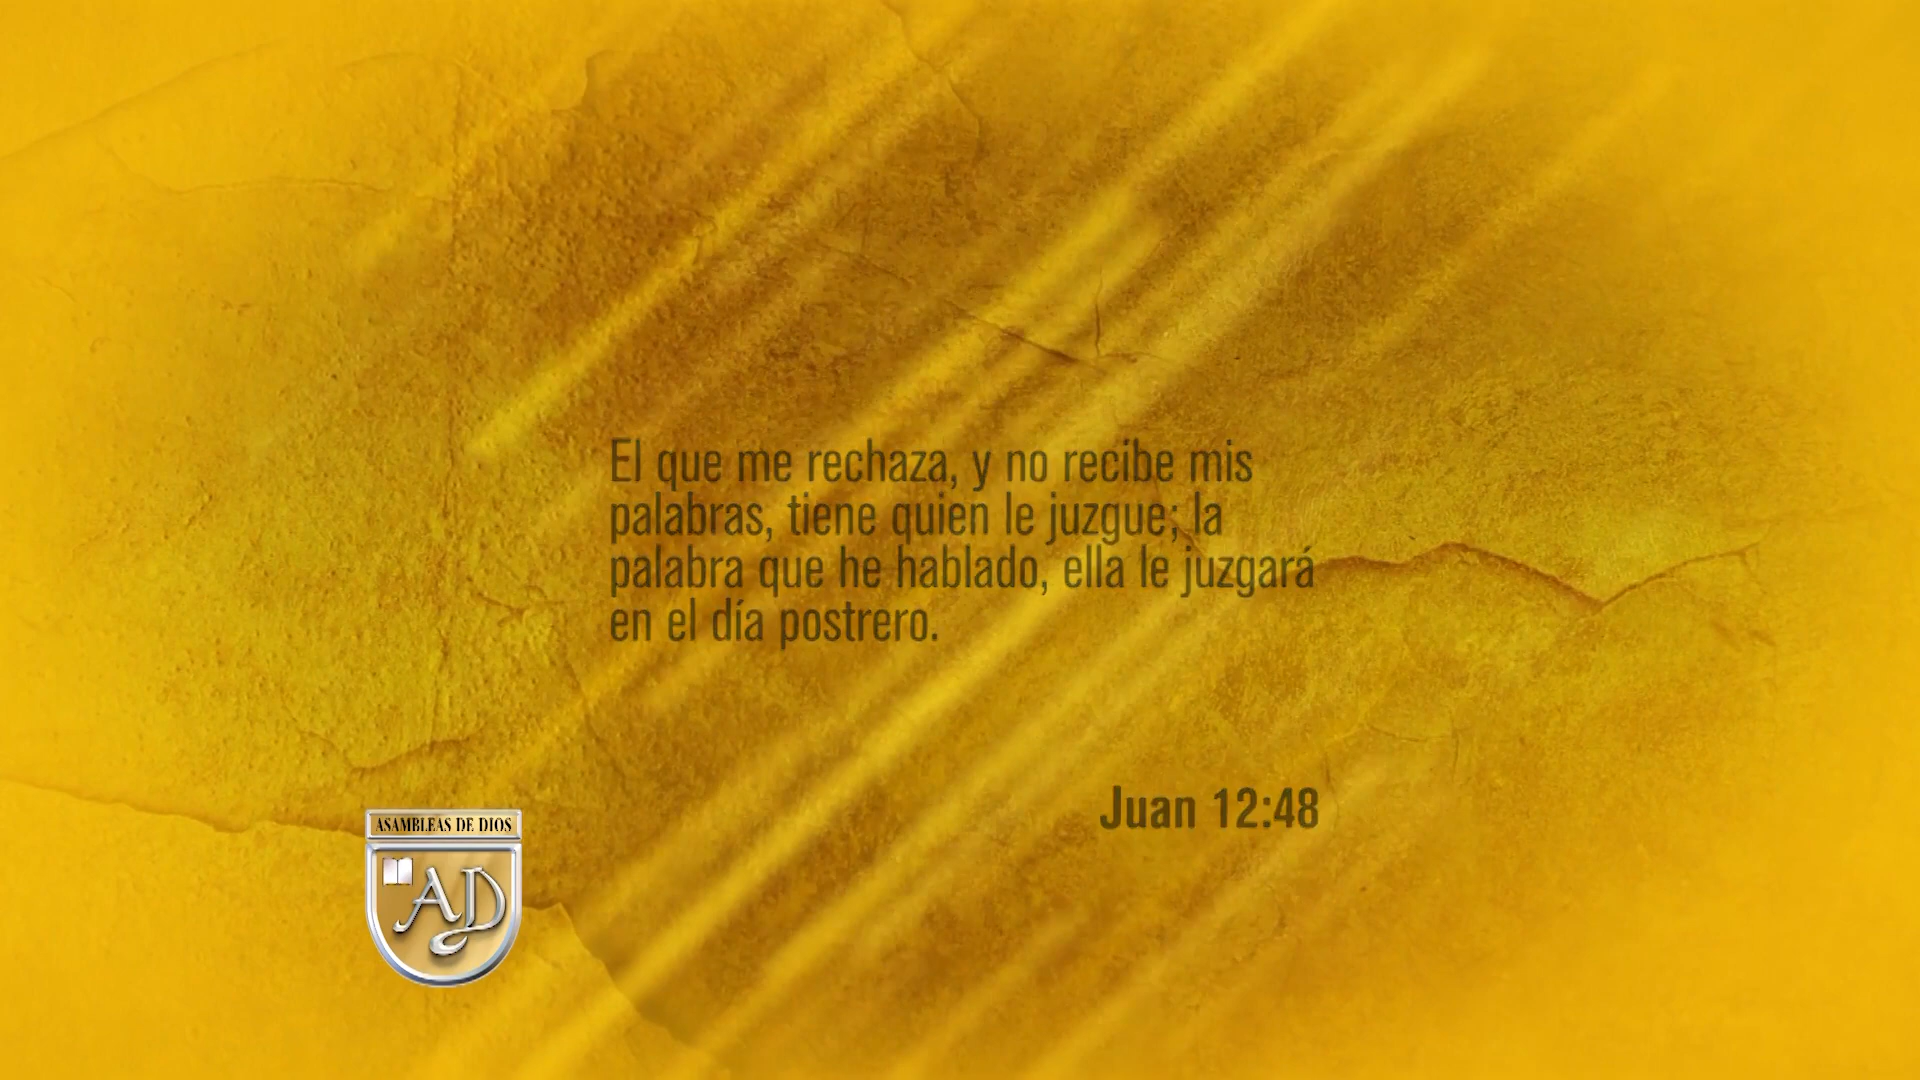 El que me rechaza, y no recibe mis
palabras, tiene quien le juzgue; la
palabra que he hablado, ella le juzgará
en el día postrero.
Juan 12:48
ASAMBLEAS DE DIOS
AD